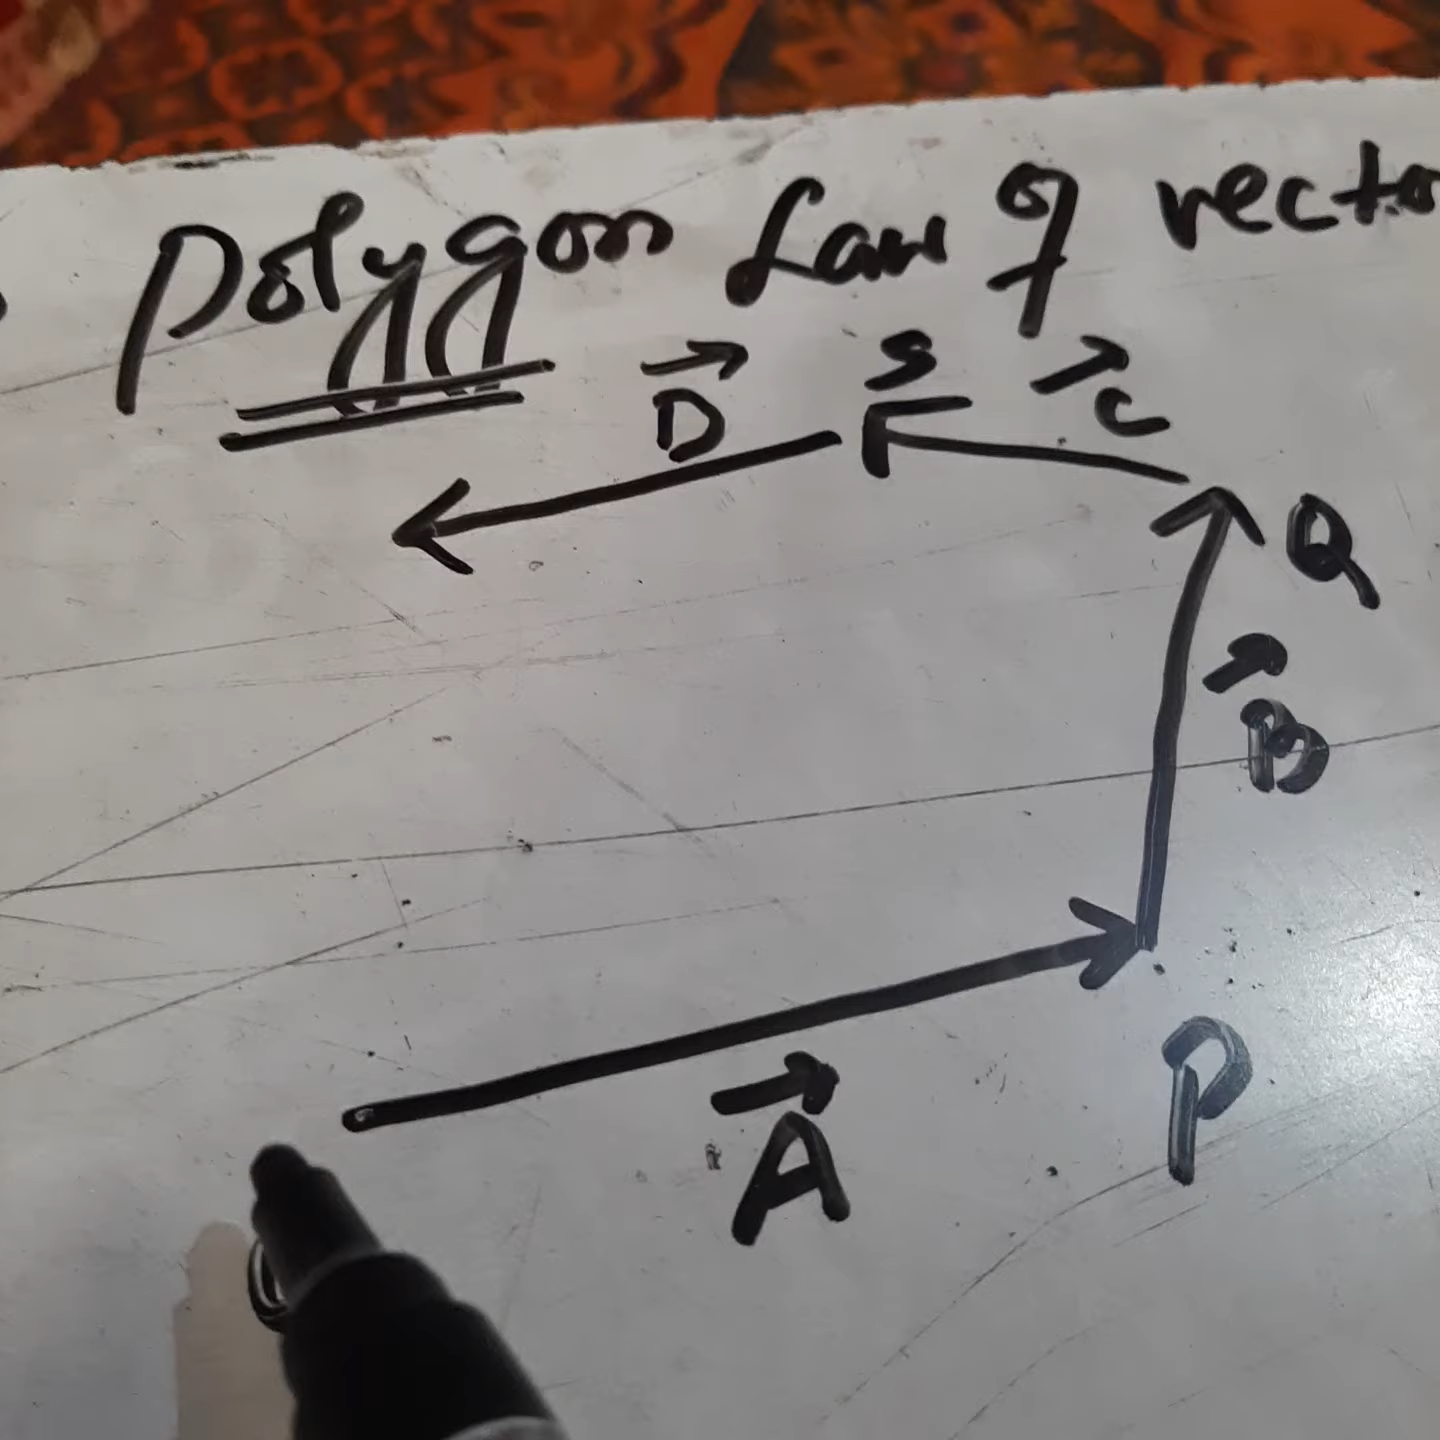 Polygon Law of vecto
D⃗ S C⃗
Q
B⃗
P
A⃗
O